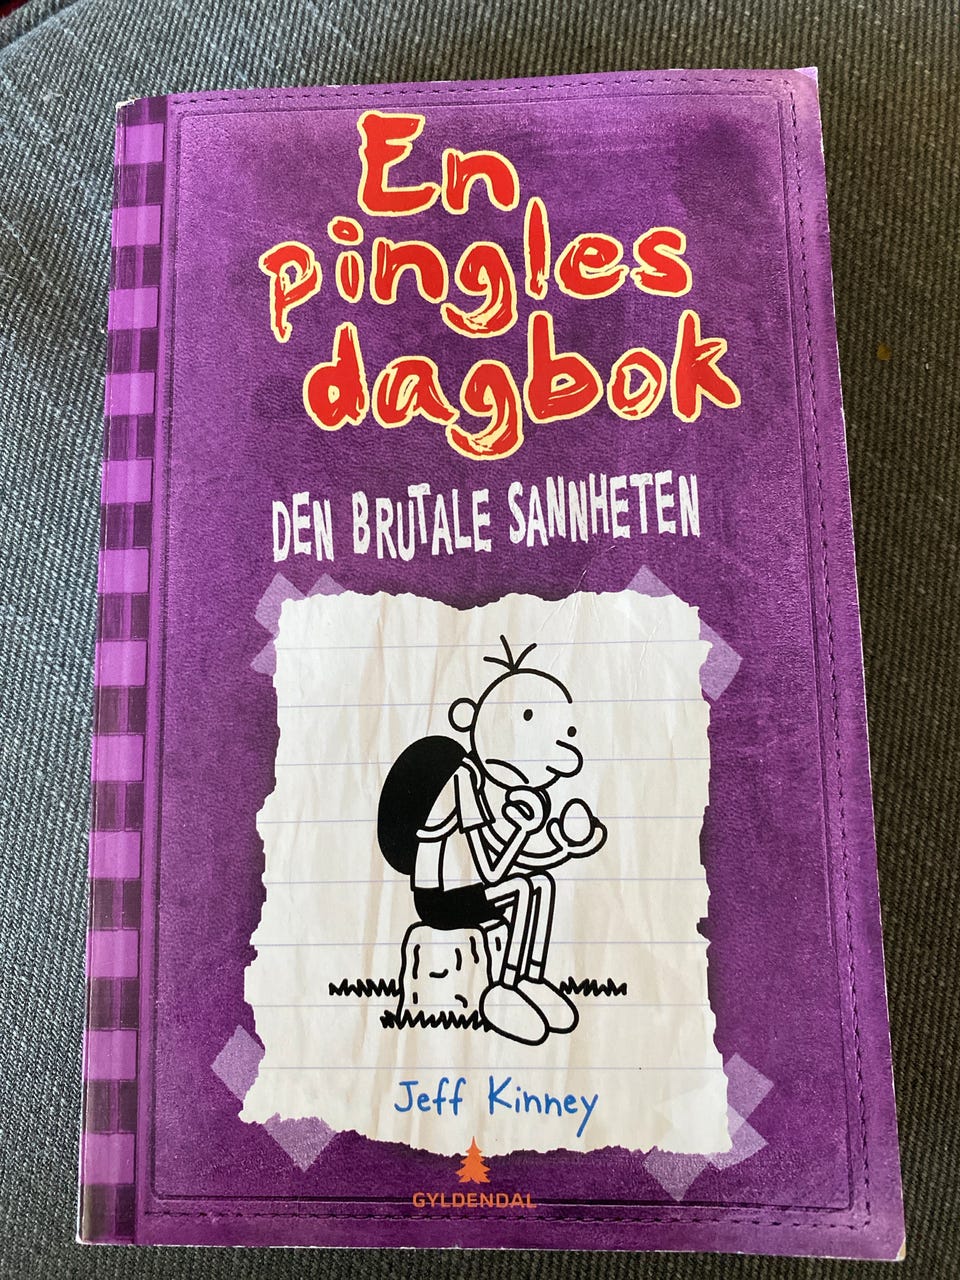 En
pingles
dagbok
DEN BRUTALE SANNHETEN
Jeff Kinney
GYLDENDAL